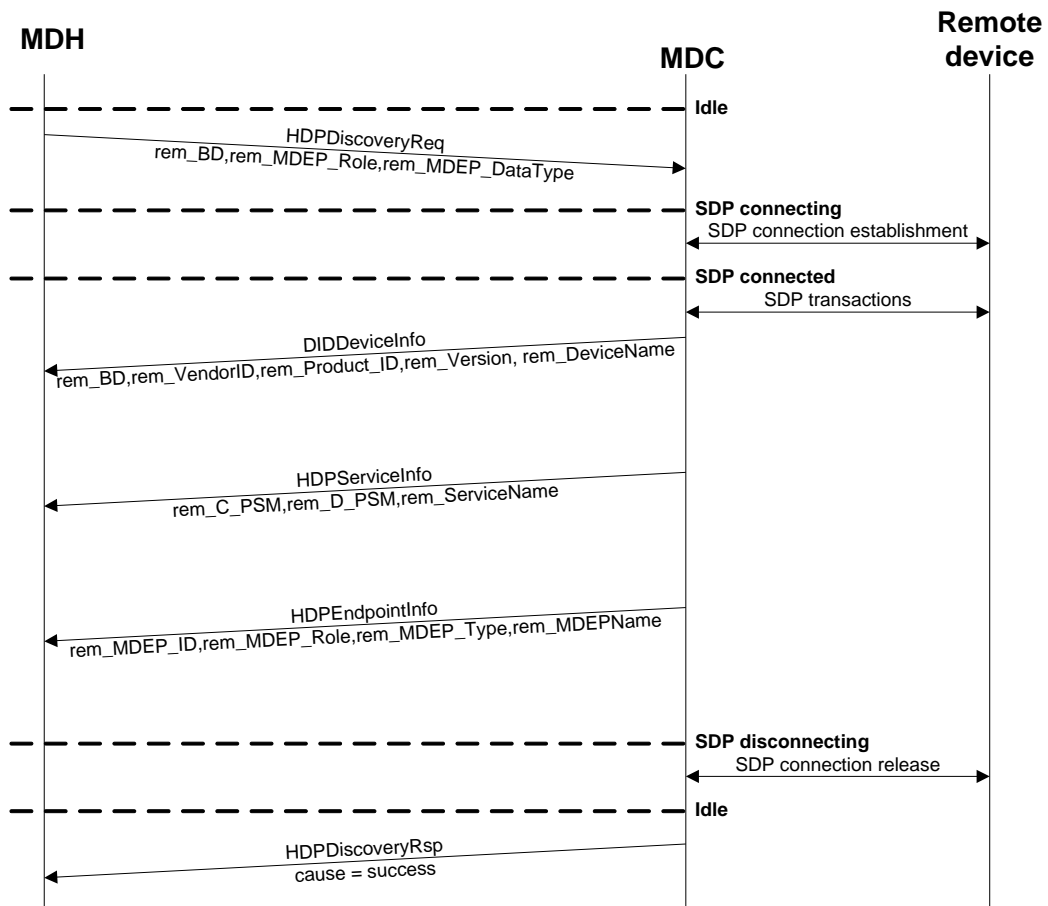 MDH
MDC
Remote
device
Idle
HDPDiscoveryReq
rem_BD,rem_MDEP_Role,rem_MDEP_DataType
SDP connecting
SDP connection establishment
SDP connected
SDP transactions
DIDDeviceInfo
rem_BD,rem_VendorID,rem_Product_ID,rem_Version, rem_DeviceName
HDPServiceInfo
rem_C_PSM,rem_D_PSM,rem_ServiceName
HDPEndpointInfo
rem_MDEP_ID,rem_MDEP_Role,rem_MDEP_Type,rem_MDEPName
SDP disconnecting
SDP connection release
Idle
HDPDiscoveryRsp
cause = success